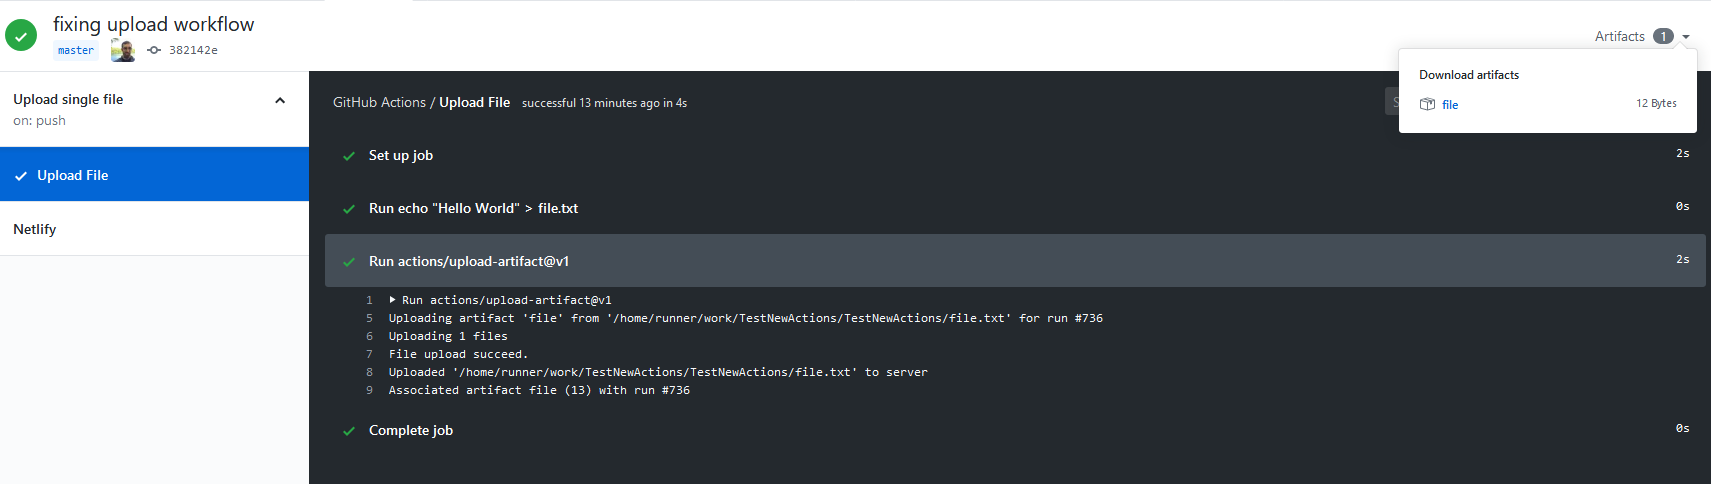 fixing upload workflow
master 382142e
Artifacts 1
Download artifacts
file 12 Bytes
Upload single file
on: push
Upload File
Netlify
GitHub Actions / Upload File successful 13 minutes ago in 4s
Set up job 2s
Run echo "Hello World" > file.txt 0s
Run actions/upload-artifact@v1 2s
1 Run actions/upload-artifact@v1
5 Uploading artifact 'file' from '/home/runner/work/TestNewActions/TestNewActions/file.txt' for run #736
6 Uploading 1 files
7 File upload succeed.
8 Uploaded '/home/runner/work/TestNewActions/TestNewActions/file.txt' to server
9 Associated artifact file (13) with run #736
Complete job 0s